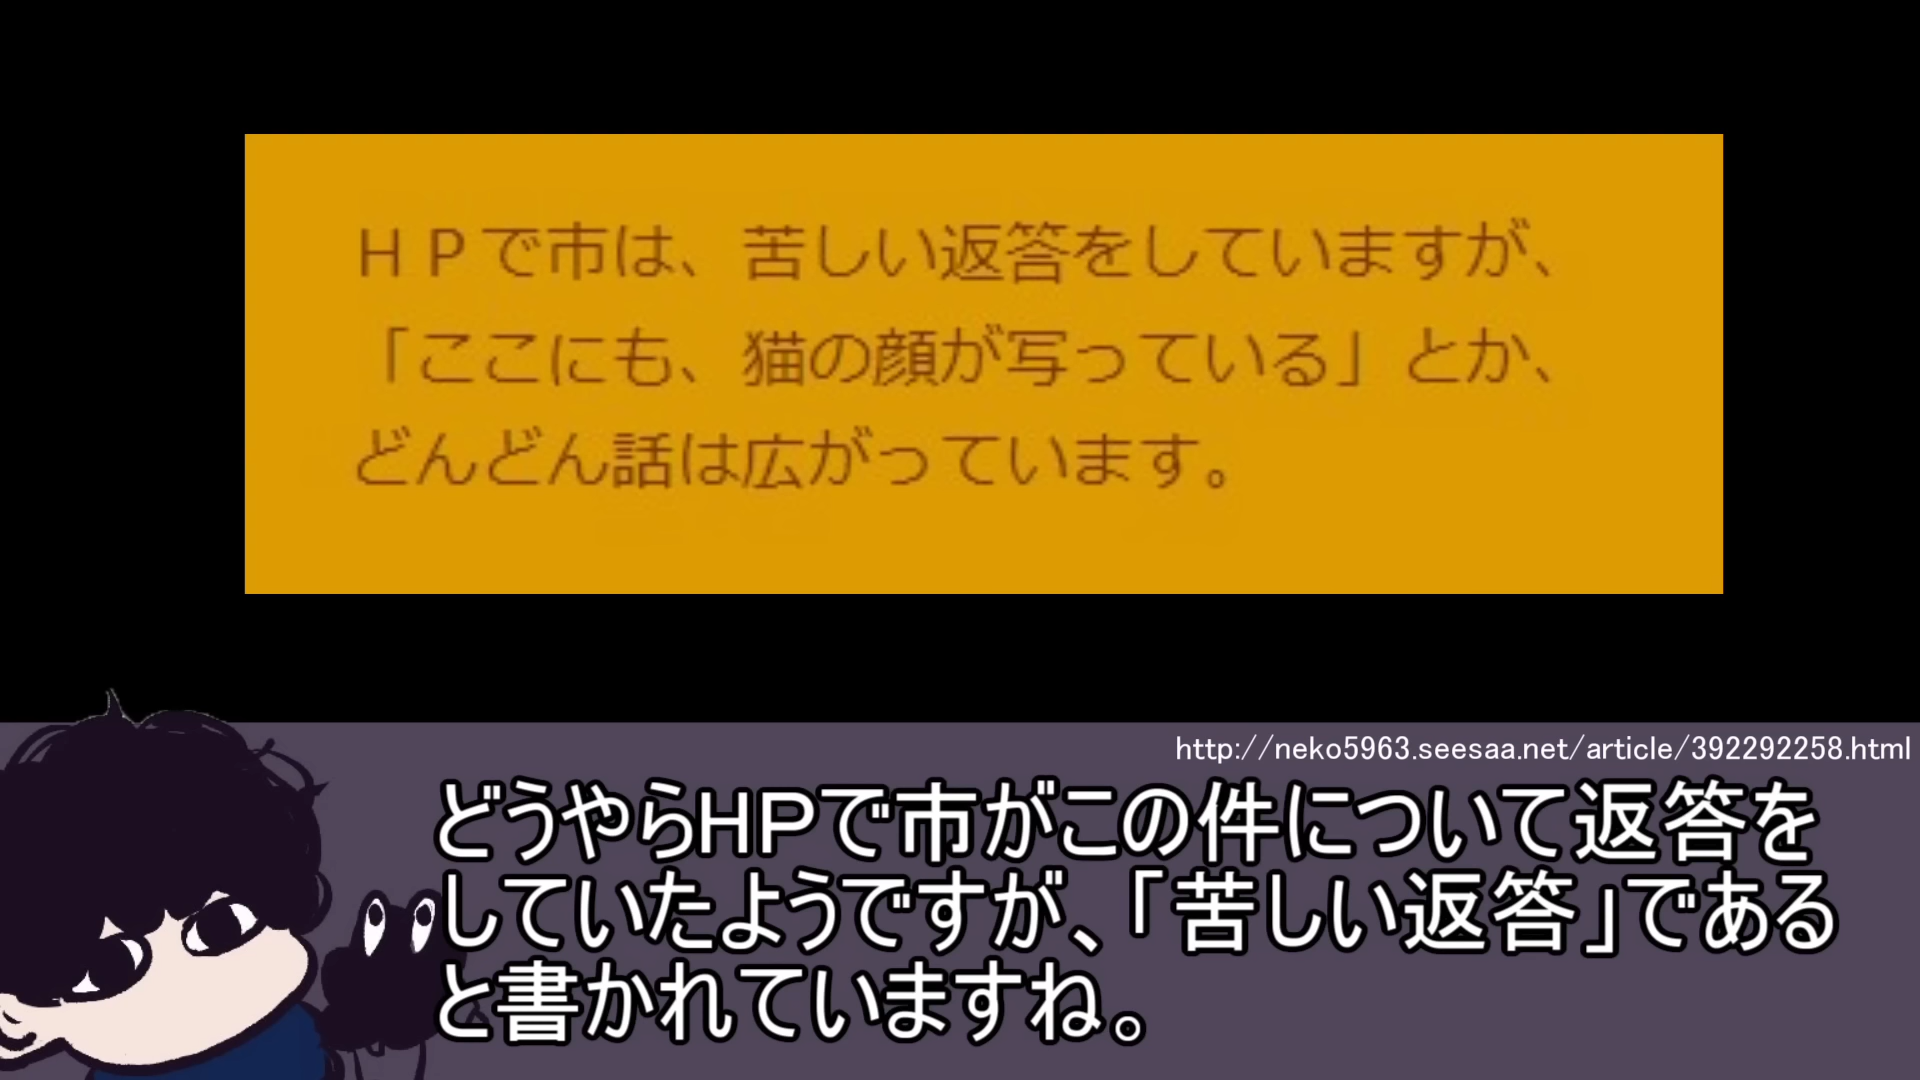 ＨＰで市は、苦しい返答をしていますが、
「ここにも、猫の顔が写っている」とか、
どんどん話は広がっています。
http://neko5963.seesaa.net/article/392292258.html
どうやらHPで市がこの件について返答を
していたようですが、「苦しい返答」である
と書かれていますね。